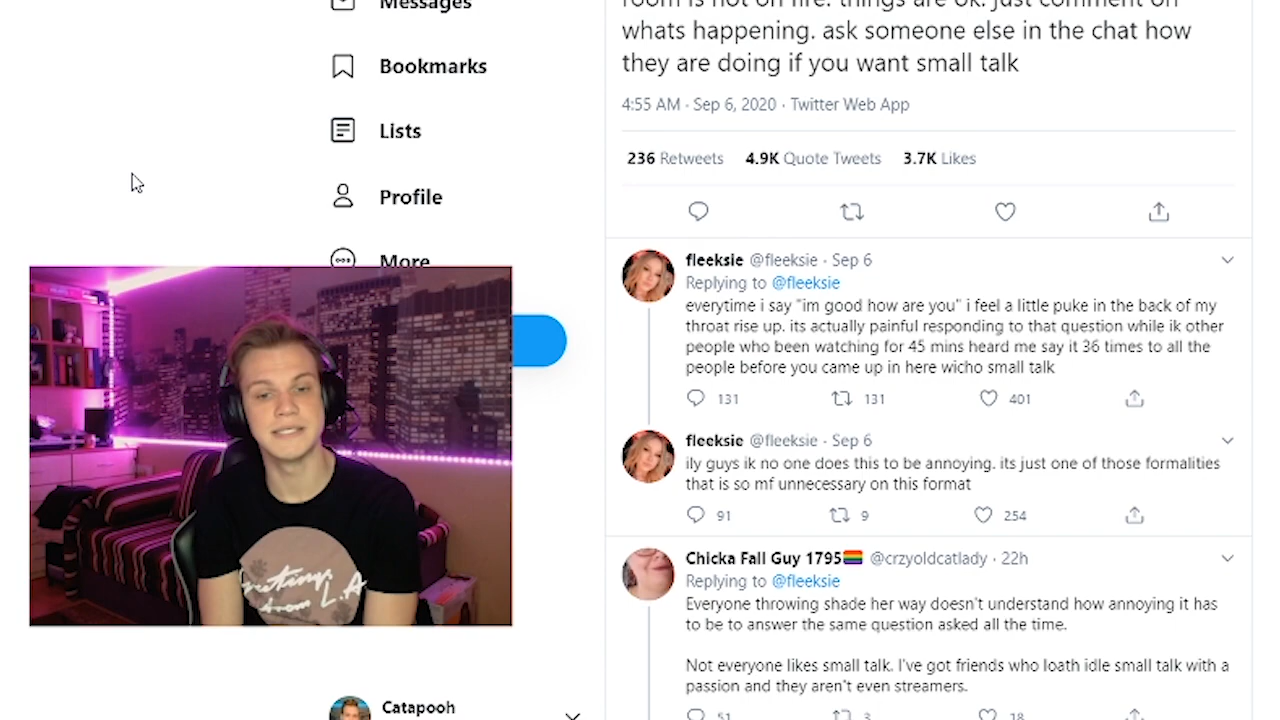 Messages
Bookmarks
Lists
Profile
More
room is not on fire. things are ok. just comment on
whats happening. ask someone else in the chat how
they are doing if you want small talk
4:55 AM · Sep 6, 2020 · Twitter Web App
236 Retweets 4.9K Quote Tweets 3.7K Likes
fleeksie @fleeksie · Sep 6
Replying to @fleeksie
everytime i say "im good how are you" i feel a little puke in the back of my
throat rise up. its actually painful responding to that question while ik other
people who been watching for 45 mins heard me say it 36 times to all the
people before you came up in here wicho small talk
131 131 401
fleeksie @fleeksie · Sep 6
ily guys ik no one does this to be annoying. its just one of those formalities
that is so mf unnecessary on this format
91 9 254
Chicka Fall Guy 1795 @crzyoldcatlady · 22h
Replying to @fleeksie
Everyone throwing shade her way doesn't understand how annoying it has
to be to answer the same question asked all the time.
Not everyone likes small talk. I've got friends who loath idle small talk with a
passion and they aren't even streamers.
51 3 18
Greetings
from L.A
Catapooh